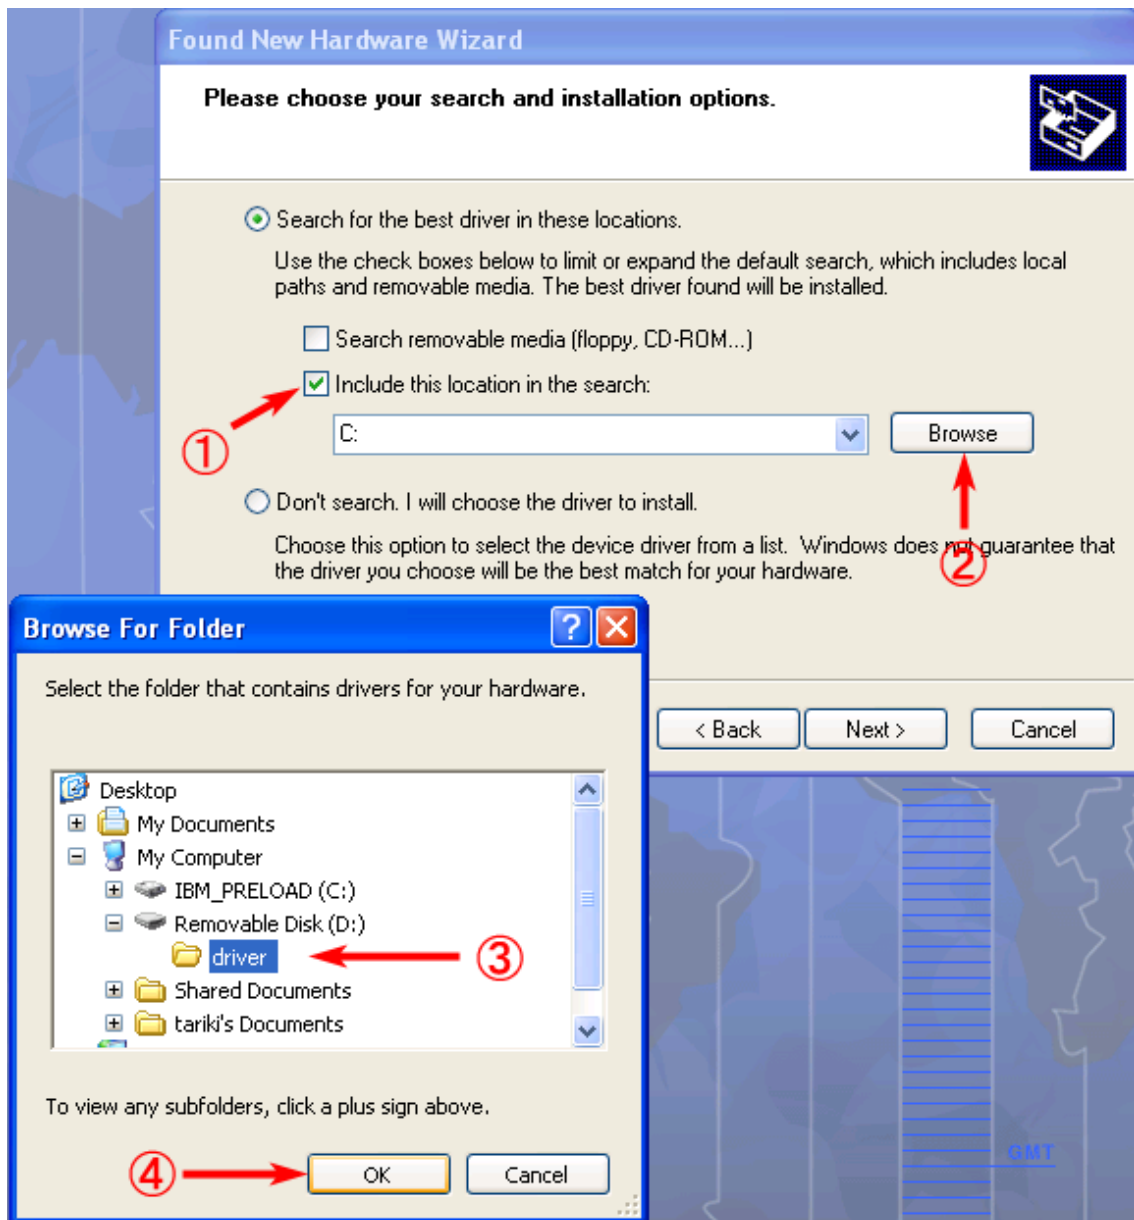 Found New Hardware Wizard
Please choose your search and installation options.
Search for the best driver in these locations.
Use the check boxes below to limit or expand the default search, which includes local
paths and removable media. The best driver found will be installed.
Search removable media (floppy, CD-ROM...)
Include this location in the search:
①
C:
Browse
Don't search. I will choose the driver to install.
Choose this option to select the device driver from a list. Windows does not guarantee that
the driver you choose will be the best match for your hardware.
②
< Back
Next >
Cancel
Browse For Folder
?
Select the folder that contains drivers for your hardware.
Desktop
My Documents
My Computer
IBM_PRELOAD (C:)
Removable Disk (D:)
driver
③
Shared Documents
tariki's Documents
To view any subfolders, click a plus sign above.
④
OK
Cancel
GMT